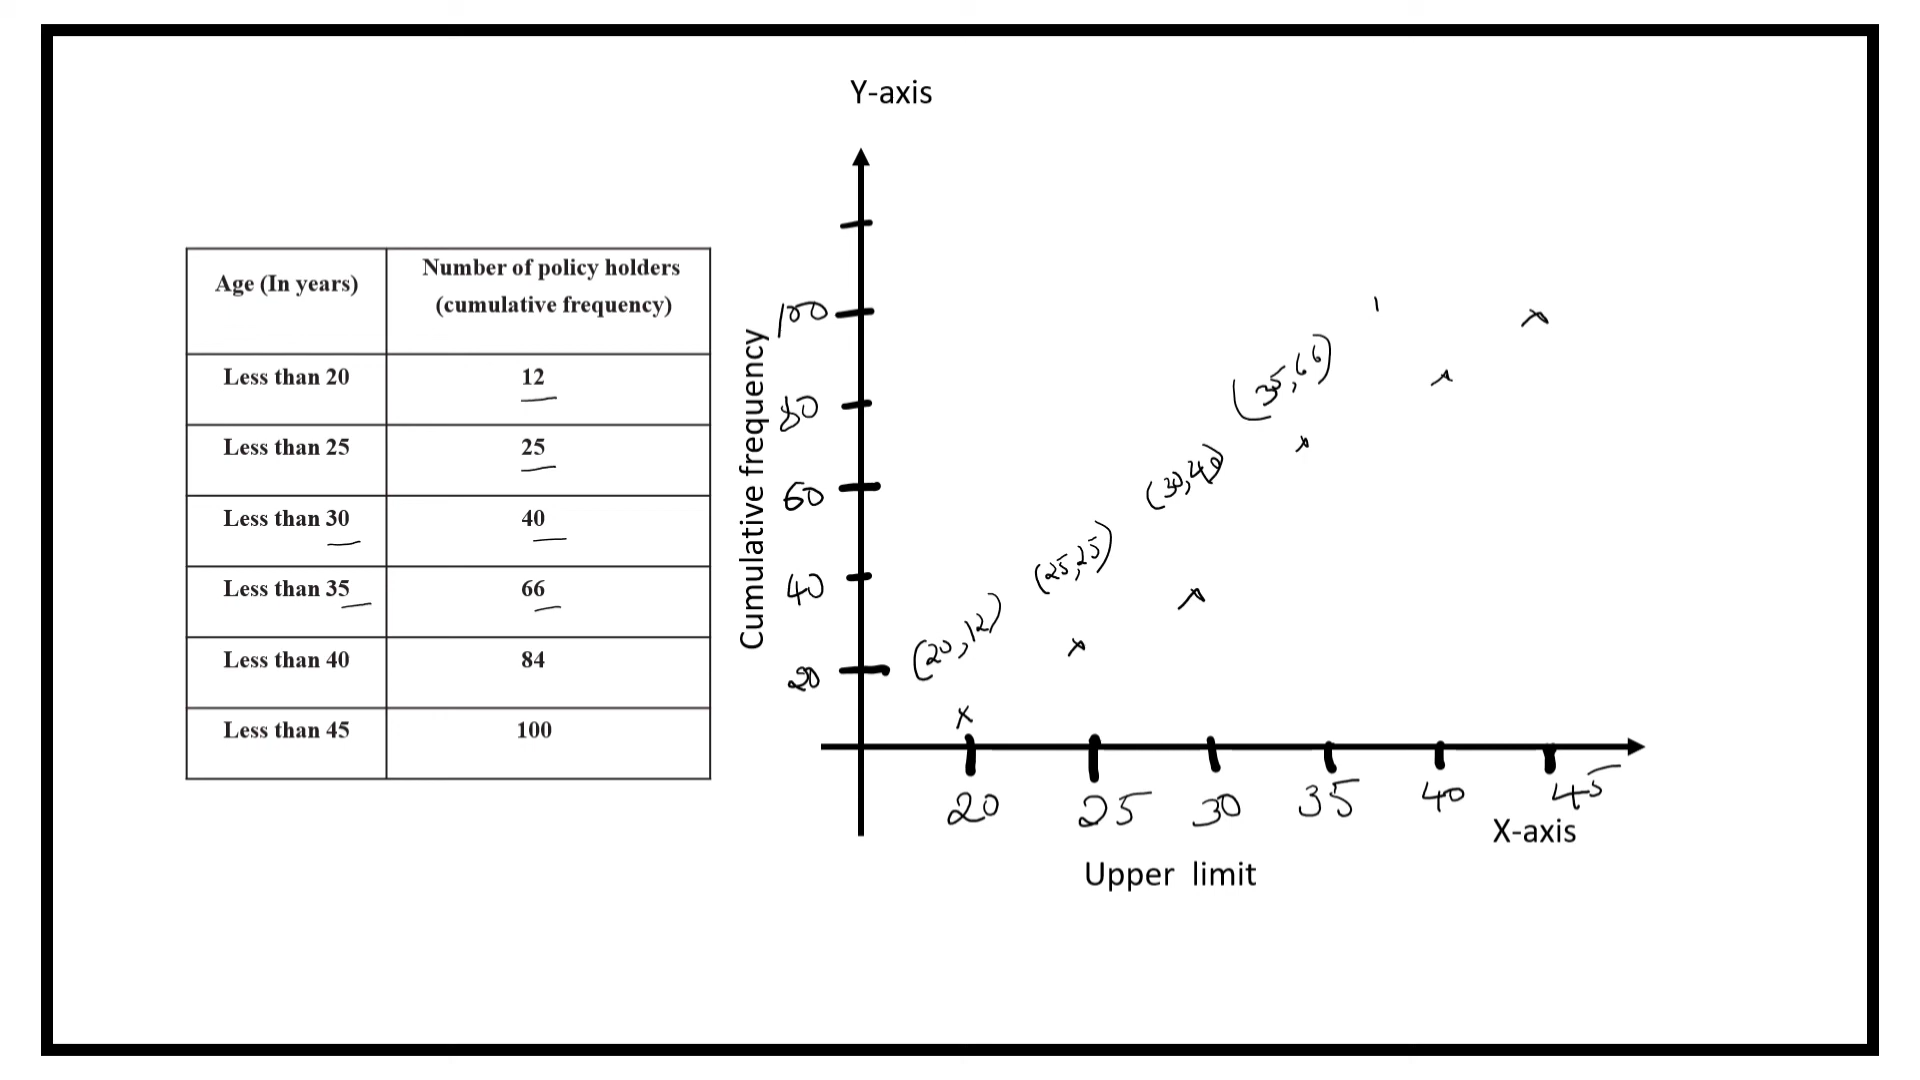 Y-axis
Age (In years)
Number of policy holders
(cumulative frequency)
Less than 20
12
Less than 25
25
Less than 30
40
Less than 35
66
Less than 40
84
Less than 45
100
Cumulative frequency
100
80
60
40
20
(20,12)
(25,25)
(30,40)
(35,66)
20
25
30
35
40
45
X-axis
Upper limit